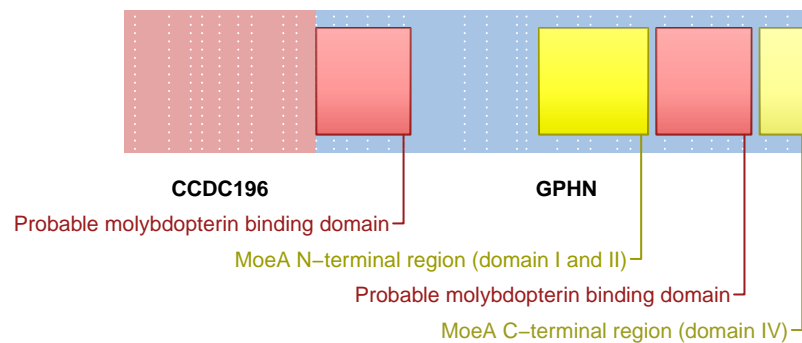 CCDC196 GPHN
Probable molybdopterin binding domain
MoeA N−terminal region (domain I and II)
Probable molybdopterin binding domain
MoeA C−terminal region (domain IV)